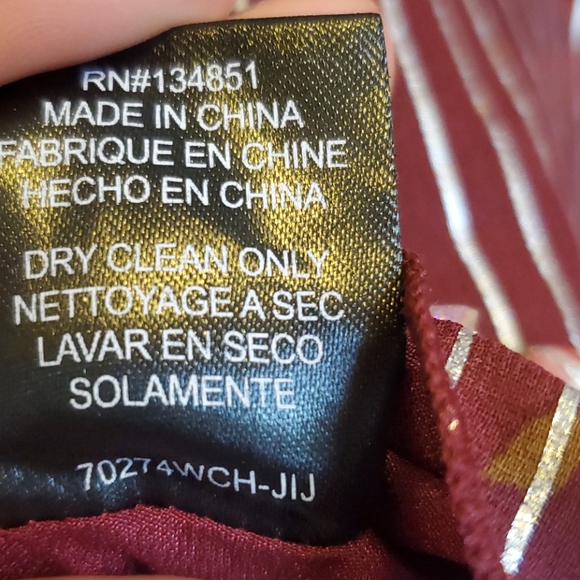 RN#134851
MADE IN CHINA
FABRIQUE EN CHINE
HECHO EN CHINA
DRY CLEAN ONLY
NETTOYAGE A SEC
LAVAR EN SECO
SOLAMENTE
70274WCH-JIJ